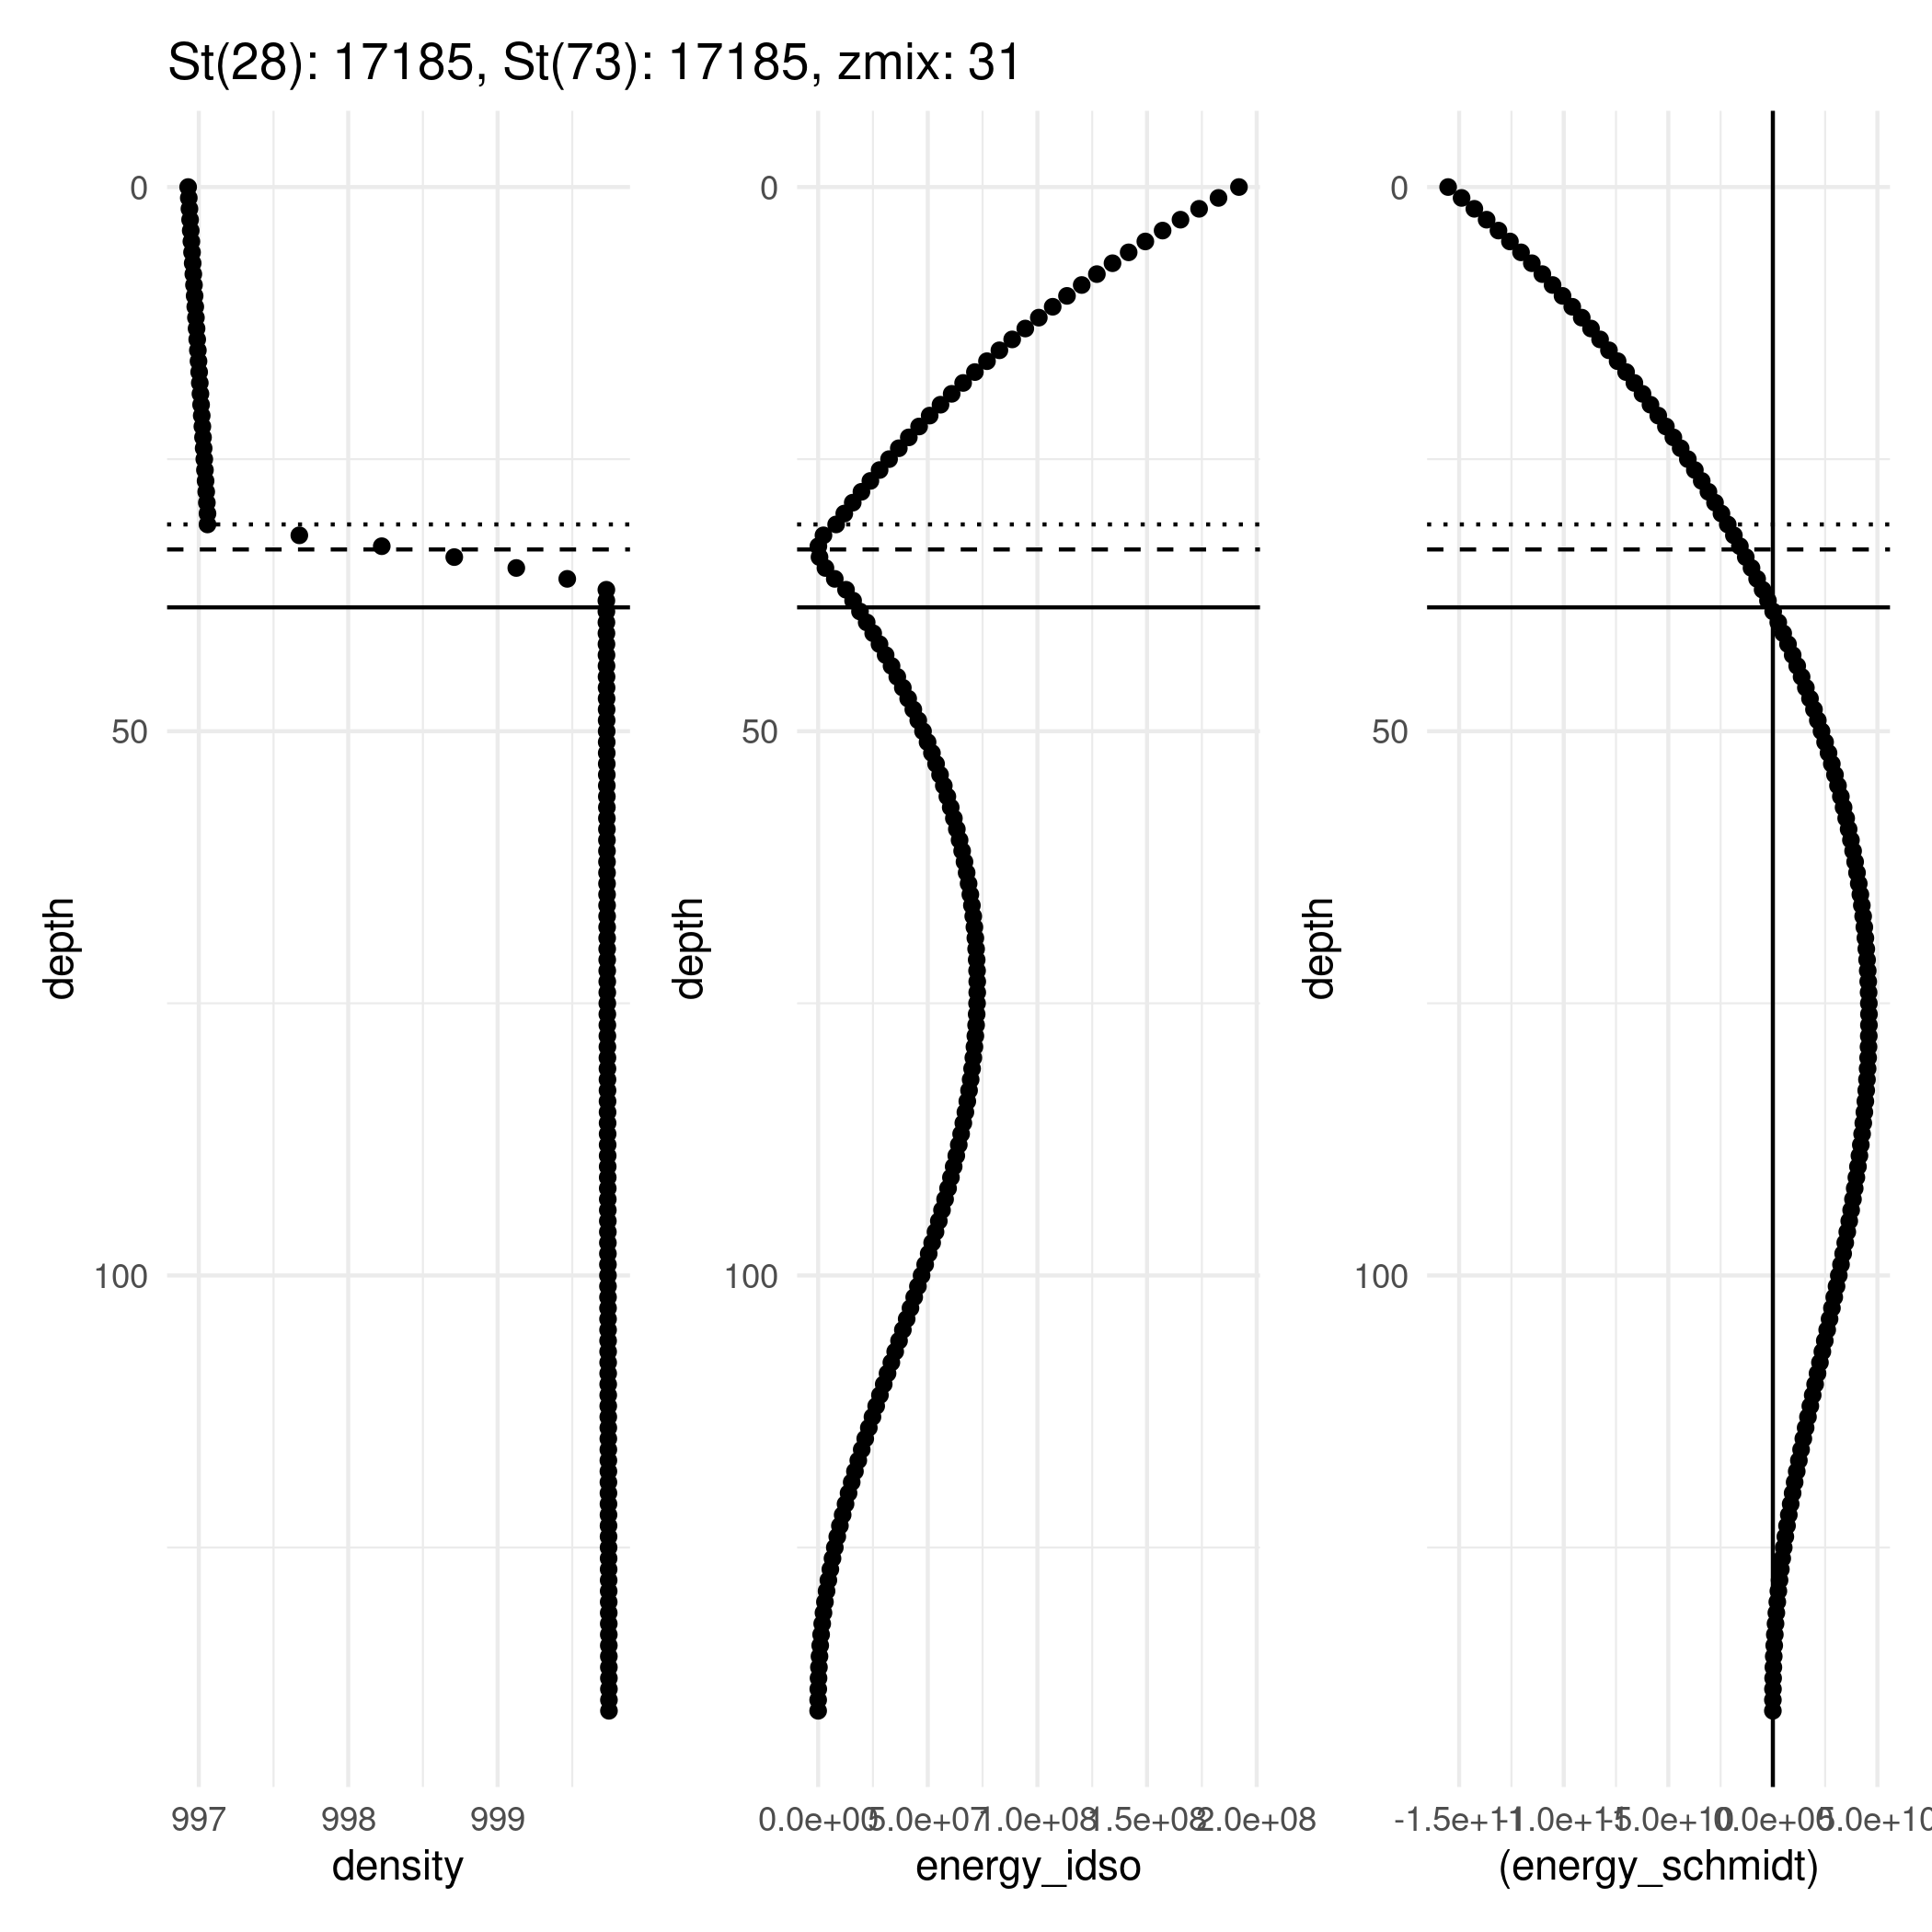 St(28): 17185, St(73): 17185, zmix: 31
0
50
100
depth
997 998 999
density
0
50
100
depth
0.0e+00 5.0e+07 1.0e+08 1.5e+08 2.0e+08
energy_idso
0
50
100
depth
-1.5e+11 -1.0e+11 -5.0e+10 0.0e+00 5.0e+10
(energy_schmidt)